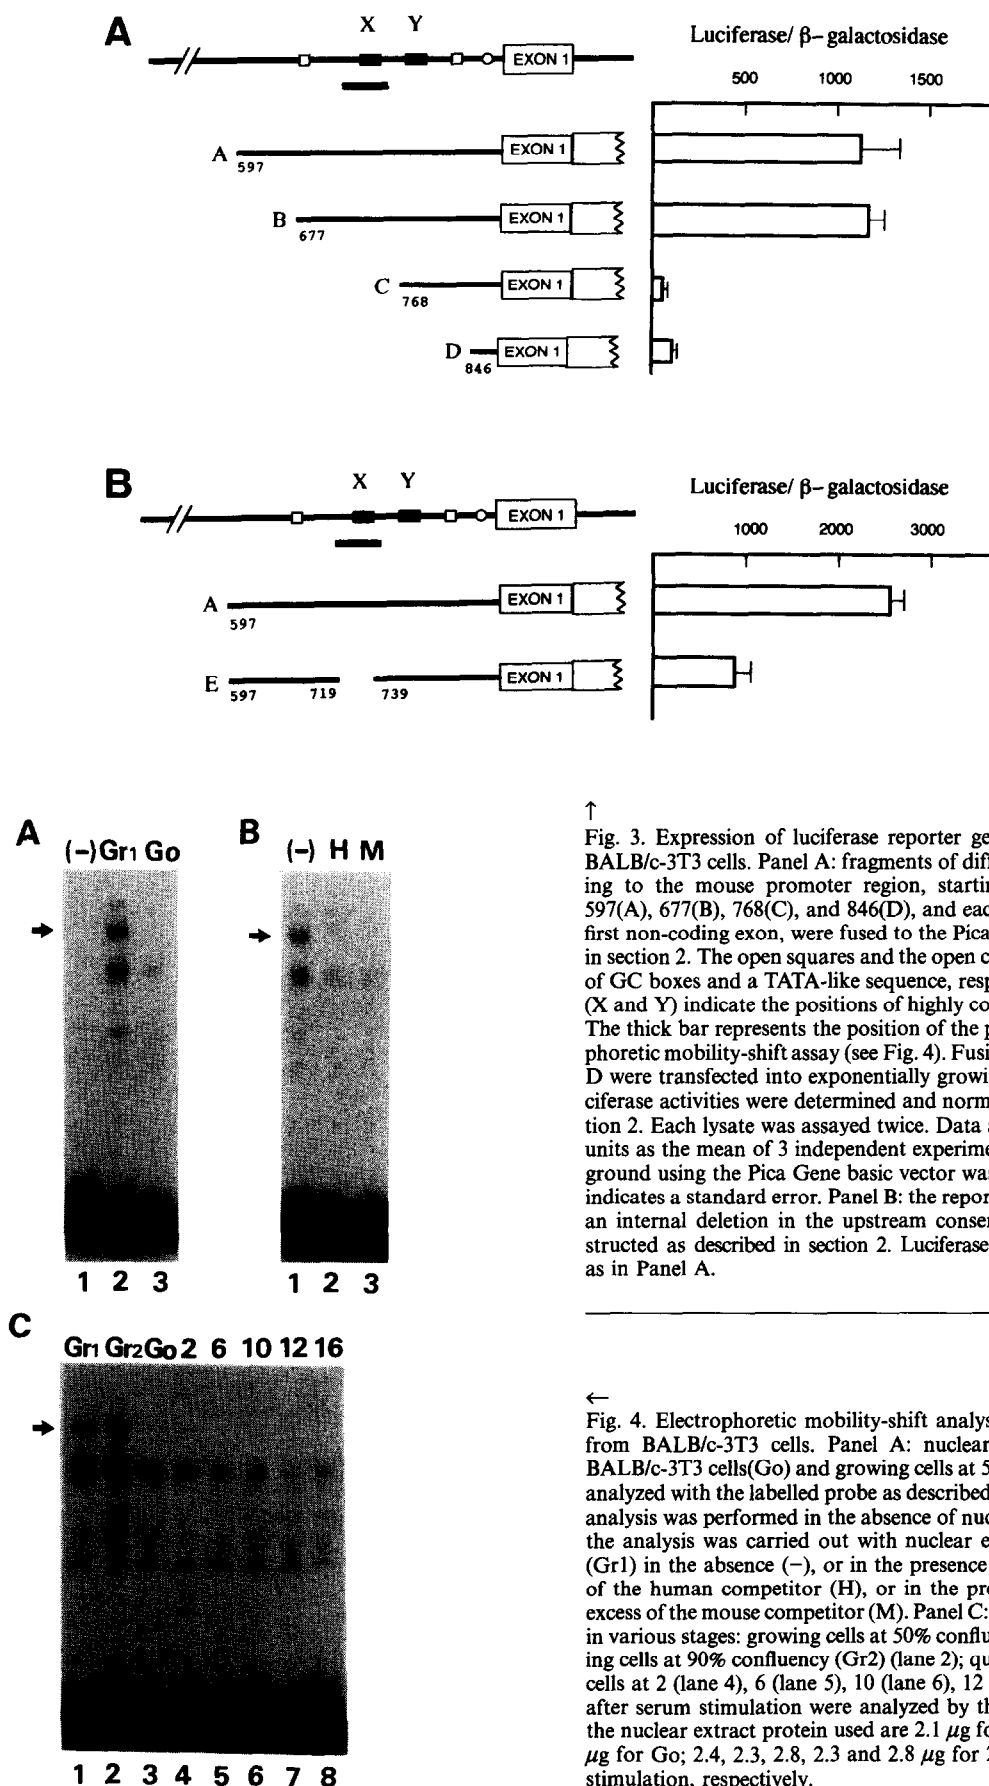 A
X Y
Luciferase/ β-galactosidase
EXON 1
500 1000 1500
A
EXON 1
597
B
EXON 1
677
C
EXON 1
768
D
EXON 1
846
B
X Y
Luciferase/ β-galactosidase
EXON 1
1000 2000 3000
A
EXON 1
597
E
EXON 1
597 719 739
A
(-) Gr1 Go
1 2 3
B
(-) H M
1 2 3
C
Gr1 Gr2 Go 2 6 10 12 16
1 2 3 4 5 6 7 8
↑
Fig. 3. Expression of luciferase reporter ge
BALB/c-3T3 cells. Panel A: fragments of diff
ing to the mouse promoter region, startin
597(A), 677(B), 768(C), and 846(D), and eac
first non-coding exon, were fused to the Pica
in section 2. The open squares and the open c
of GC boxes and a TATA-like sequence, resp
(X and Y) indicate the positions of highly co
The thick bar represents the position of the p
phoretic mobility-shift assay (see Fig. 4). Fusi
D were transfected into exponentially growi
ciferase activities were determined and norm
tion 2. Each lysate was assayed twice. Data a
units as the mean of 3 independent experime
ground using the Pica Gene basic vector wa
indicates a standard error. Panel B: the repor
an internal deletion in the upstream conser
structed as described in section 2. Luciferase
as in Panel A.
←
Fig. 4. Electrophoretic mobility-shift analys
from BALB/c-3T3 cells. Panel A: nuclear
BALB/c-3T3 cells(Go) and growing cells at 5
analyzed with the labelled probe as described
analysis was performed in the absence of nuc
the analysis was carried out with nuclear e
(Gr1) in the absence (−), or in the presence
of the human competitor (H), or in the pre
excess of the mouse competitor (M). Panel C:
in various stages: growing cells at 50% conflu
ing cells at 90% confluency (Gr2) (lane 2); qu
cells at 2 (lane 4), 6 (lane 5), 10 (lane 6), 12
after serum stimulation were analyzed by th
the nuclear extract protein used are 2.1 μg fo
μg for Go; 2.4, 2.3, 2.8, 2.3 and 2.8 μg for 2
stimulation, respectively.